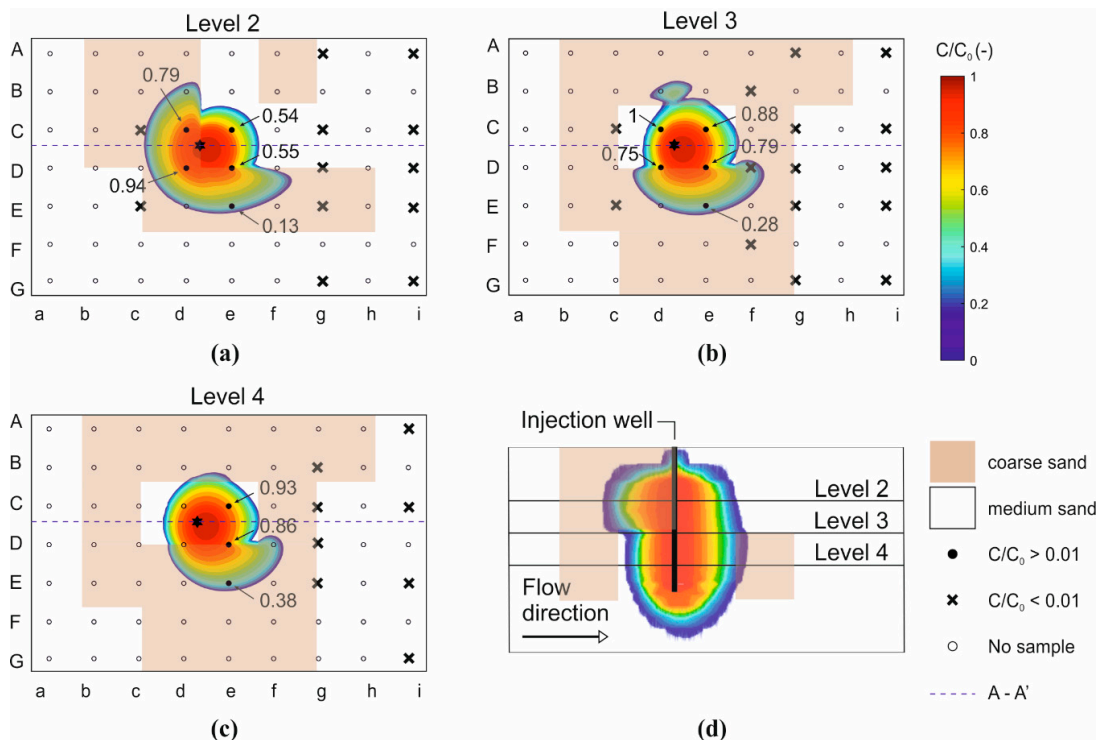 Level 2
A
B
C
D
E
F
G
0.79
0.54
0.55
0.94
0.13
a b c d e f g h i
(a)
Level 3
A
B
C
D
E
F
G
1
0.88
0.75
0.79
0.28
a b c d e f g h i
(b)
C/C₀ (-)
1
0.8
0.6
0.4
0.2
0
Level 4
A
B
C
D
E
F
G
0.93
0.86
0.38
a b c d e f g h i
(c)
Injection well
Level 2
Level 3
Level 4
Flow
direction
(d)
coarse sand
medium sand
C/C₀ > 0.01
C/C₀ < 0.01
No sample
A - A'